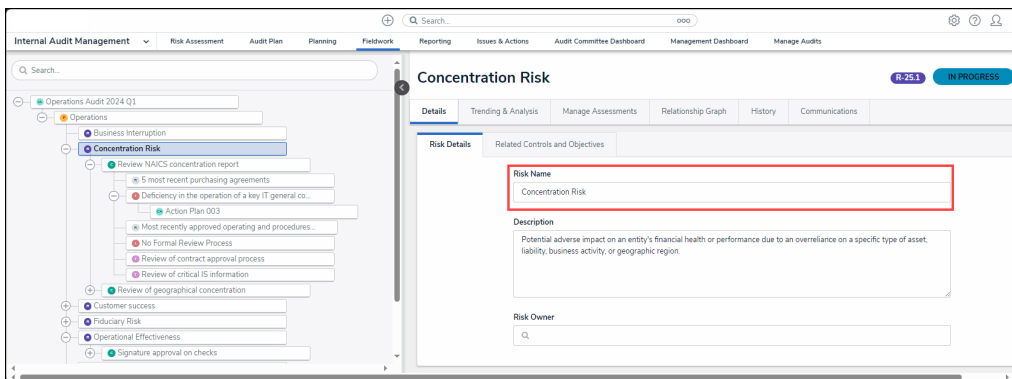 Search...
Internal Audit Management
Risk Assessment
Audit Plan
Planning
Fieldwork
Reporting
Issues & Actions
Audit Committee Dashboard
Management Dashboard
Manage Audits
Search...
Operations Audit 2024 Q1
Operations
Business Interruption
Concentration Risk
Review NAICS concentration report
5 most recent purchasing agreements
Deficiency in the operation of a key IT general co...
Action Plan 003
Most recently approved operating and procedures...
No Formal Review Process
Review of contract approval process
Review of critical IS information
Review of geographical concentration
Customer success
Fiduciary Risk
Operational Effectiveness
Signature approval on checks
Concentration Risk
R-25.1
IN PROGRESS
Details
Trending & Analysis
Manage Assessments
Relationship Graph
History
Communications
Risk Details
Related Controls and Objectives
Risk Name
Concentration Risk
Description
Potential adverse impact on an entity's financial health or performance due to an overreliance on a specific type of asset,
liability, business activity, or geographic region.
Risk Owner